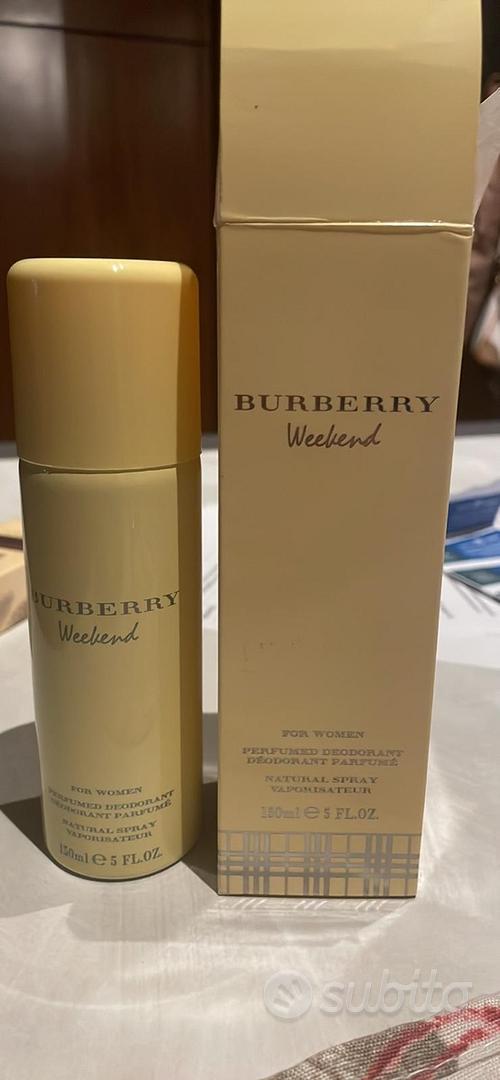 BURBERRY
Weekend
FOR WOMEN
PERFUMED DEODORANT
DÉODORANT PARFUMÉ
NATURAL SPRAY
VAPORISATEUR
150ml e 5 FL.OZ.
BURBERRY
Weekend
FOR WOMEN
PERFUMED DEODORANT
DÉODORANT PARFUMÉ
NATURAL SPRAY
VAPORISATEUR
150ml e 5 FL.OZ.
subito